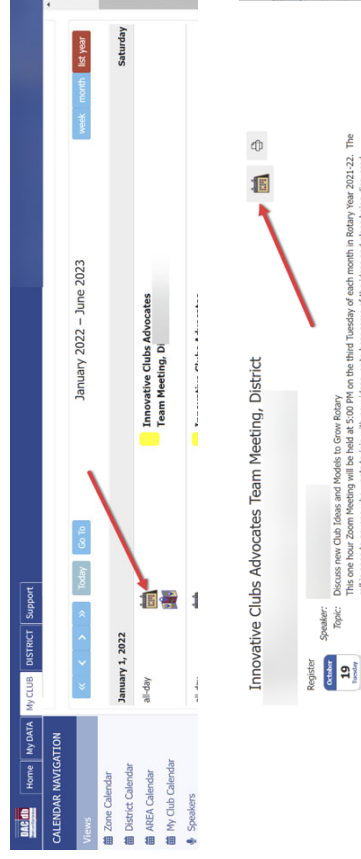 DACdb
Home
My DATA
My CLUB
DISTRICT
Support
CALENDAR NAVIGATION
Views
Zone Calendar
District Calendar
AREA Calendar
My Club Calendar
Speakers
«
<
>
»
Today
Go To
January 2022 – June 2023
week
month
list year
January 1, 2022
Saturday
all-day
Innovative Clubs Advocates
Team Meeting, Di
Innovative Clubs Advocates Team Meeting, District
Register
October
19
Tuesday
Speaker:
Topic: Discuss new Club Ideas and Models to Grow Rotary
This one hour Zoom Meeting will be held at 5:00 PM on the third Tuesday of each month in Rotary Year 2021-22. The